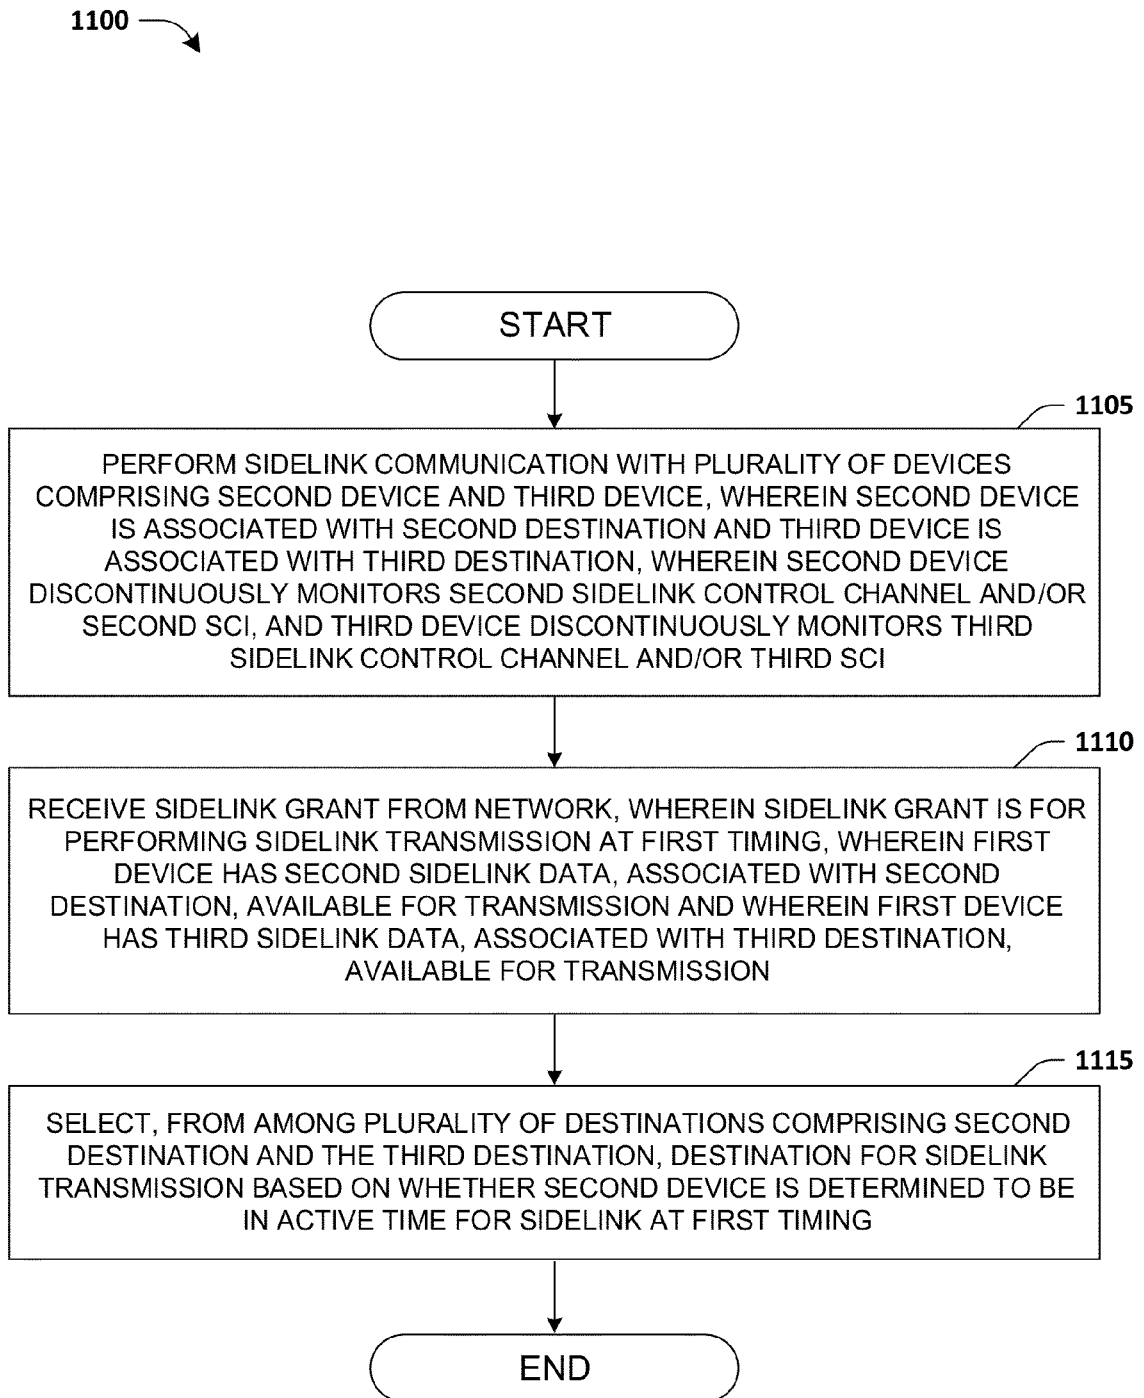 1100
START
1105
PERFORM SIDELINK COMMUNICATION WITH PLURALITY OF DEVICES
COMPRISING SECOND DEVICE AND THIRD DEVICE, WHEREIN SECOND DEVICE
IS ASSOCIATED WITH SECOND DESTINATION AND THIRD DEVICE IS
ASSOCIATED WITH THIRD DESTINATION, WHEREIN SECOND DEVICE
DISCONTINUOUSLY MONITORS SECOND SIDELINK CONTROL CHANNEL AND/OR
SECOND SCI, AND THIRD DEVICE DISCONTINUOUSLY MONITORS THIRD
SIDELINK CONTROL CHANNEL AND/OR THIRD SCI
1110
RECEIVE SIDELINK GRANT FROM NETWORK, WHEREIN SIDELINK GRANT IS FOR
PERFORMING SIDELINK TRANSMISSION AT FIRST TIMING, WHEREIN FIRST
DEVICE HAS SECOND SIDELINK DATA, ASSOCIATED WITH SECOND
DESTINATION, AVAILABLE FOR TRANSMISSION AND WHEREIN FIRST DEVICE
HAS THIRD SIDELINK DATA, ASSOCIATED WITH THIRD DESTINATION,
AVAILABLE FOR TRANSMISSION
1115
SELECT, FROM AMONG PLURALITY OF DESTINATIONS COMPRISING SECOND
DESTINATION AND THE THIRD DESTINATION, DESTINATION FOR SIDELINK
TRANSMISSION BASED ON WHETHER SECOND DEVICE IS DETERMINED TO BE
IN ACTIVE TIME FOR SIDELINK AT FIRST TIMING
END